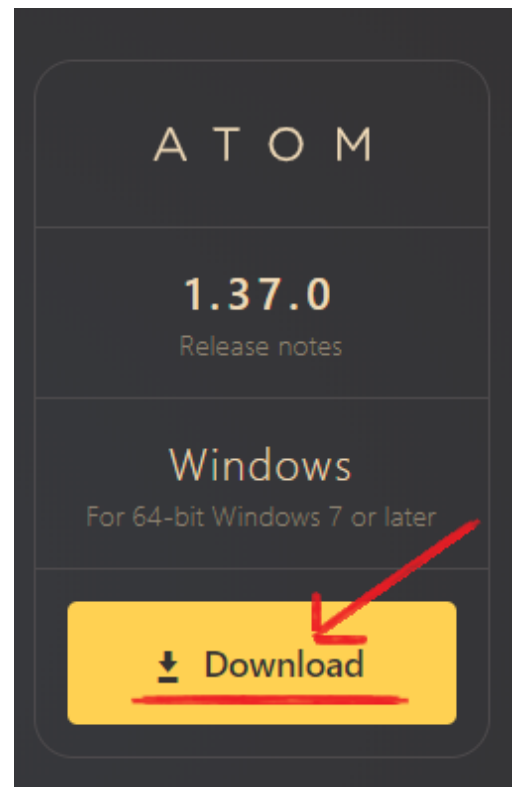 ATOM
1.37.0
Release notes
Windows
For 64-bit Windows 7 or later
Download